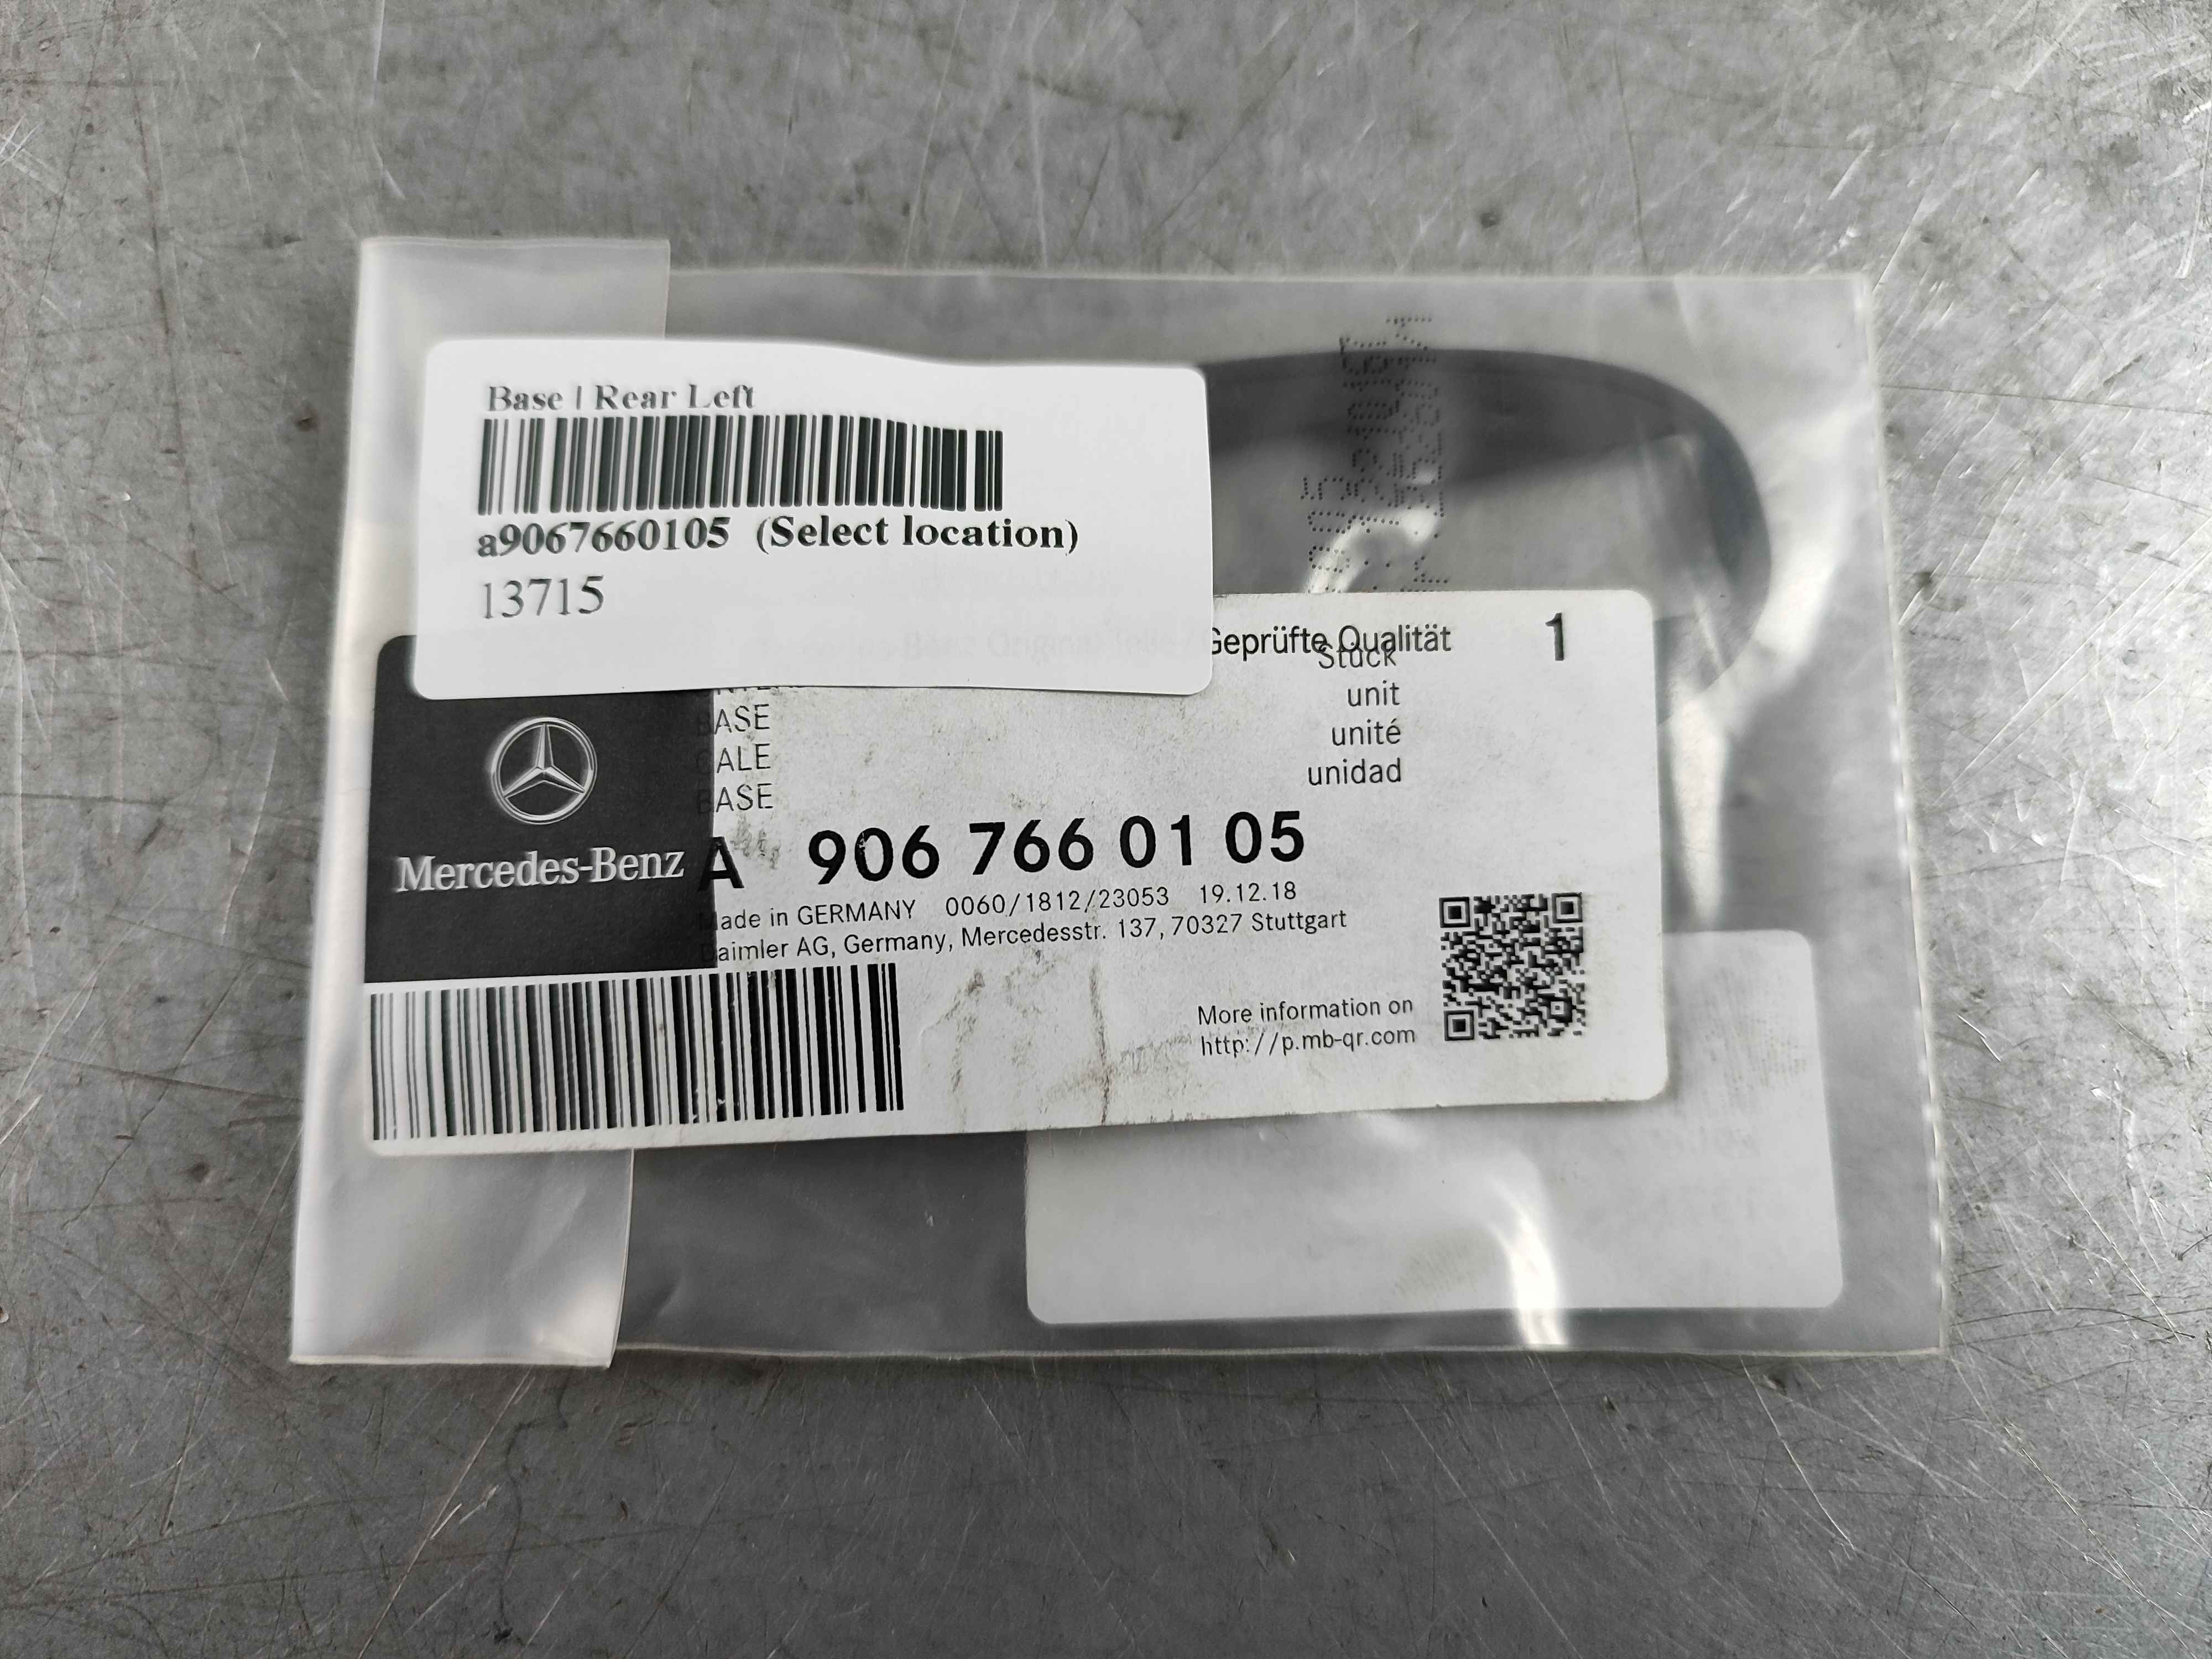 Base | Rear Left
a9067660105 (Select location)
13715
Geprüfte Qualität
1
Stück
unit
unité
unidad
BASE
CALE
BASE
Mercedes-Benz
A 906 766 01 05
Made in GERMANY 0060/1812/23053 19.12.18
Daimler AG, Germany, Mercedesstr. 137, 70327 Stuttgart
More information on
http://p.mb-qr.com